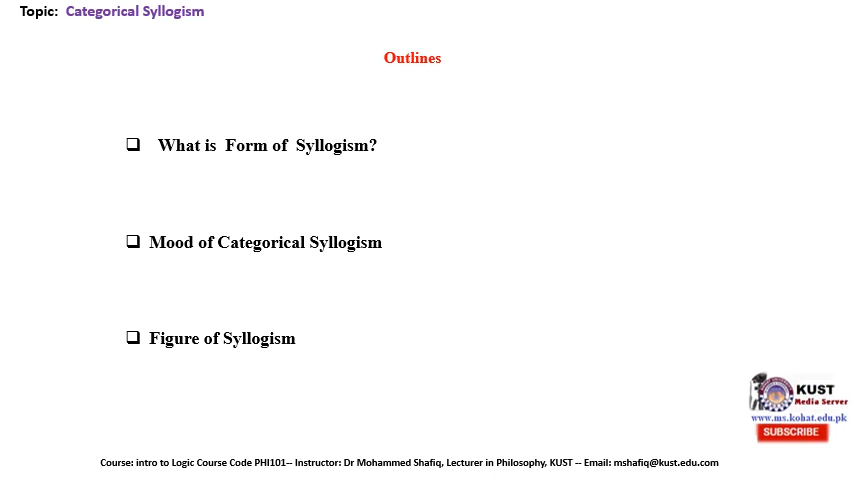 Topic: Categorical Syllogism
Outlines
What is Form of Syllogism?
Mood of Categorical Syllogism
Figure of Syllogism
KUST
Media Server
www.ms.kohat.edu.pk
SUBSCRIBE
Course: intro to Logic Course Code PHI101-- Instructor: Dr Mohammed Shafiq, Lecturer in Philosophy, KUST -- Email: mshafiq@kust.edu.com